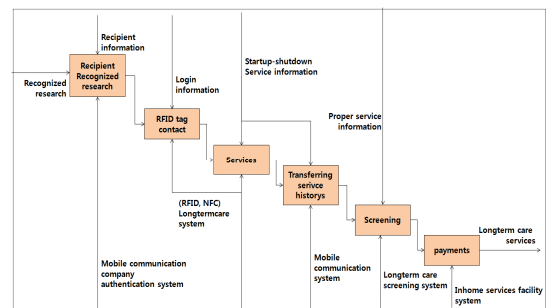 Recipient
information
Recipient
Recognized
research
Recognized
research
Login
information
Startup-shutdown
Service information
RFID tag
contact
Proper service
information
Services
Transferring
serivce
historys
(RFID, NFC)
Longtermcare
system
Screening
payments
Longterm care
services
Mobile communication
company
authentication system
Mobile
communication
system
Longterm care
screening system
Inhome services facility
system